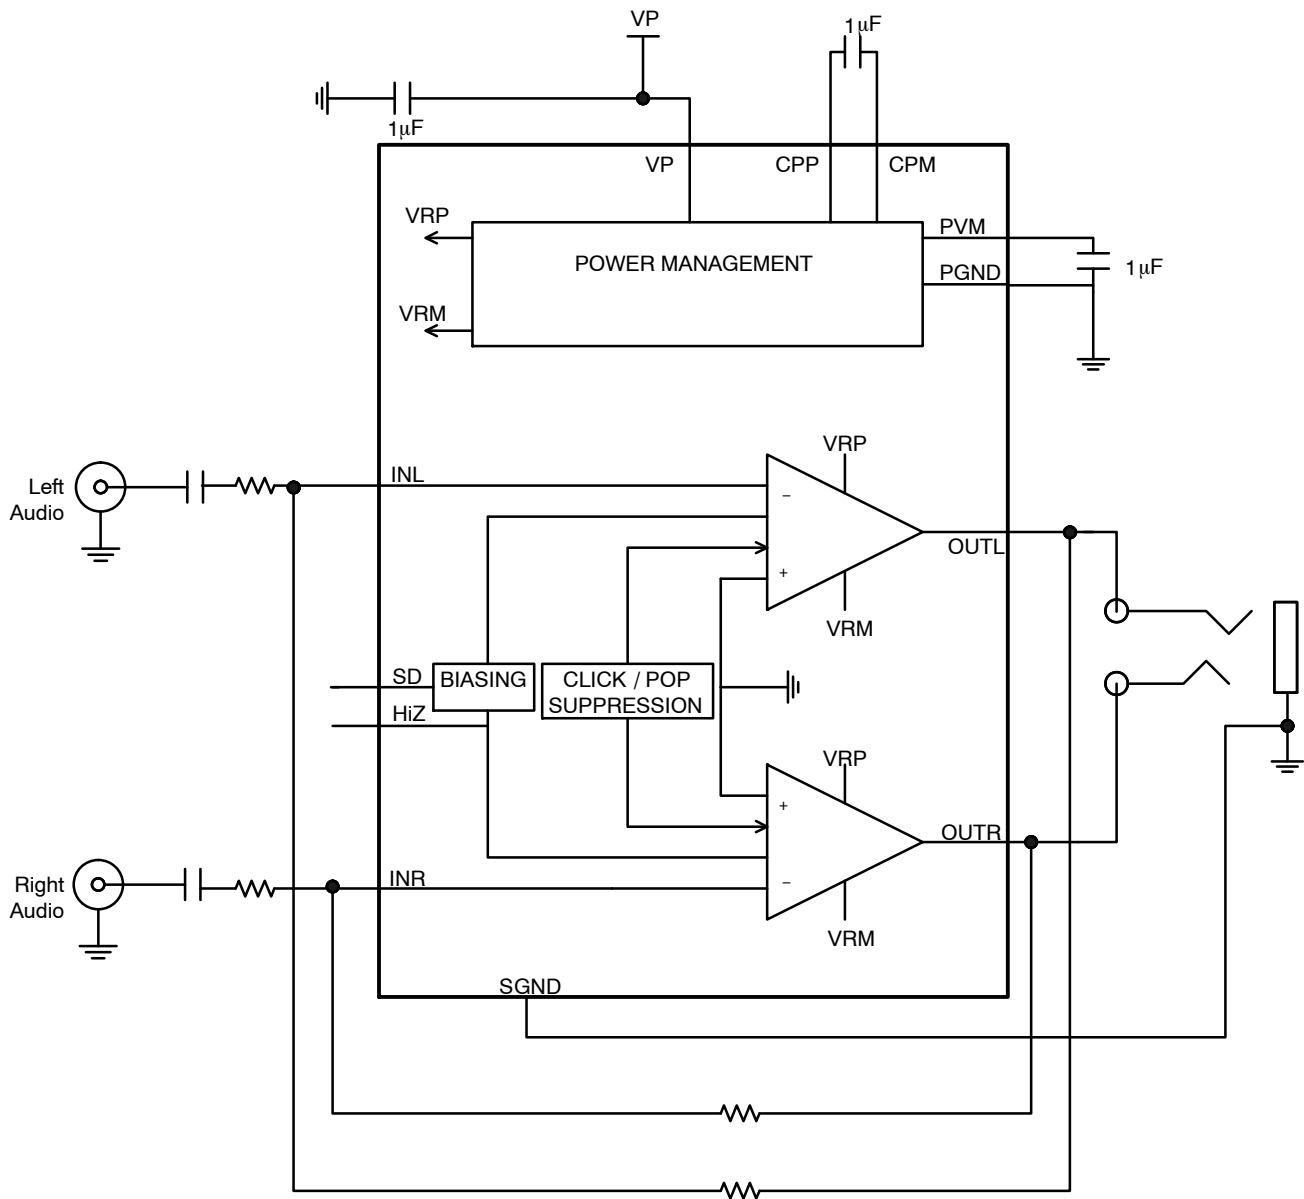 VP
1µF
1µF
VP
CPP
CPM
VRP
PVM
POWER MANAGEMENT
PGND
1µF
VRM
VRP
INL
Left
Audio
−
OUTL
+
VRM
SD
BIASING
CLICK / POP
SUPPRESSION
HiZ
VRP
+
OUTR
Right
Audio
INR
−
VRM
SGND